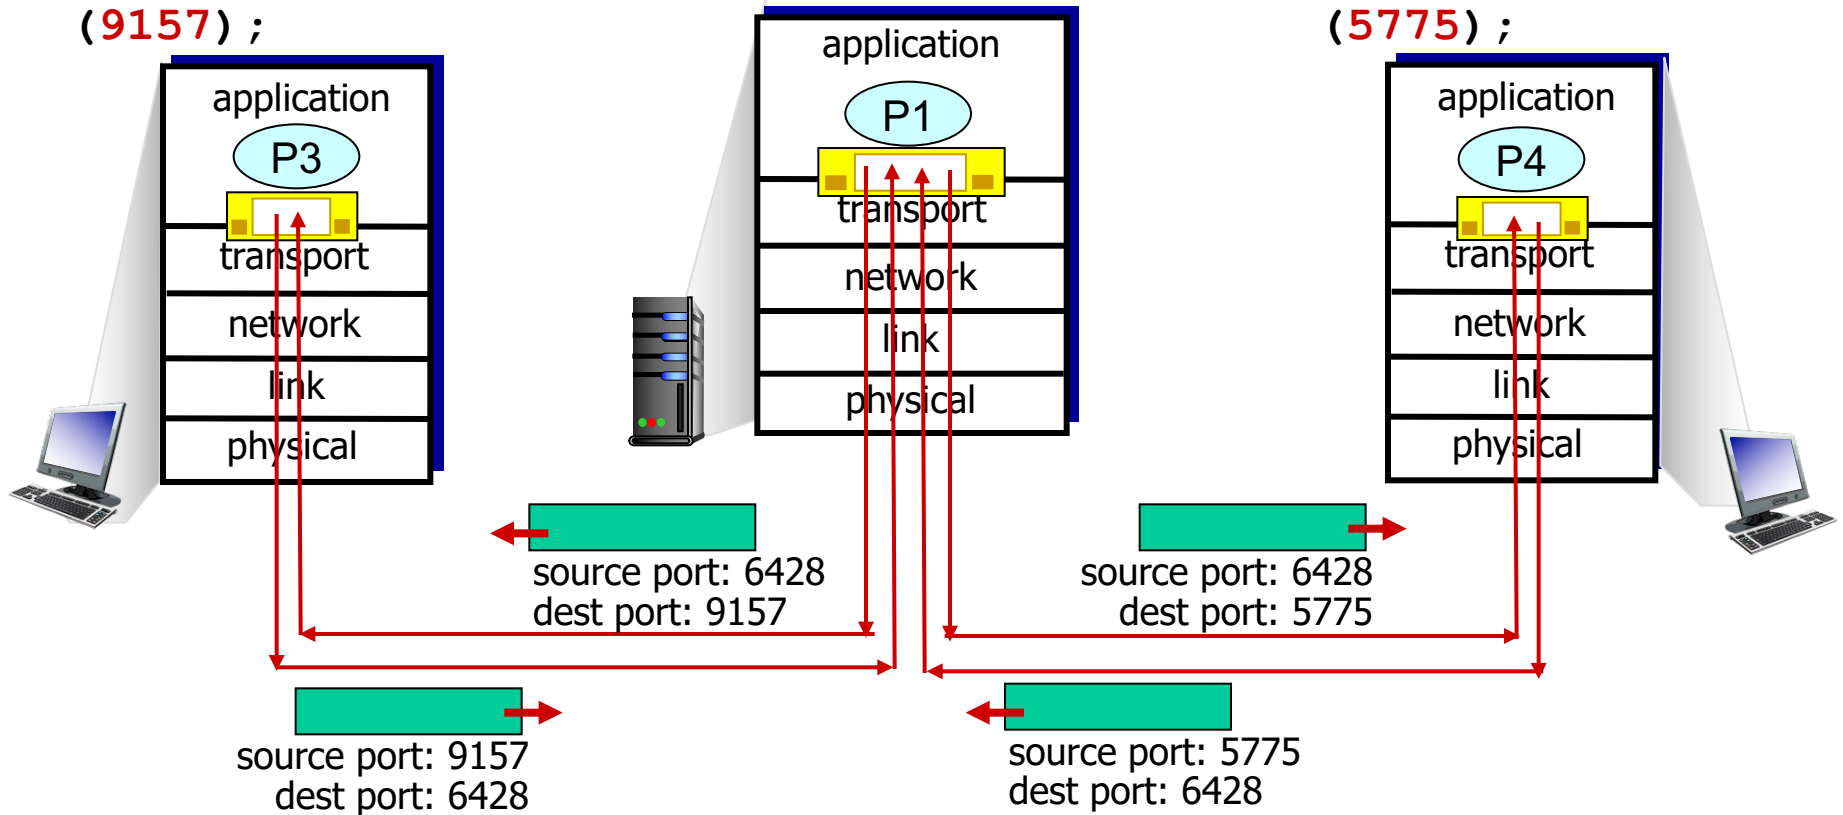 (9157);
application
P3
transport
network
link
physical
application
P1
transport
network
link
physical
(5775);
application
P4
transport
network
link
physical
source port: 6428
dest port: 9157
source port: 6428
dest port: 5775
source port: 9157
dest port: 6428
source port: 5775
dest port: 6428